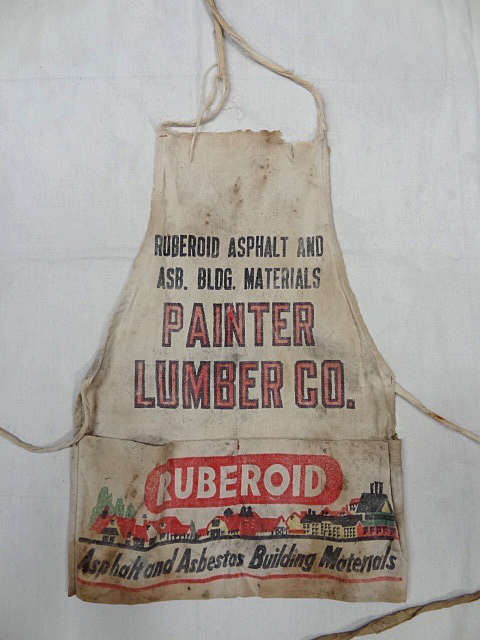 RUBEROID ASPHALT AND
ASB. BLDG. MATERIALS
PAINTER
LUMBER CO.
RUBEROID
Asphalt and Asbestos Building Materials